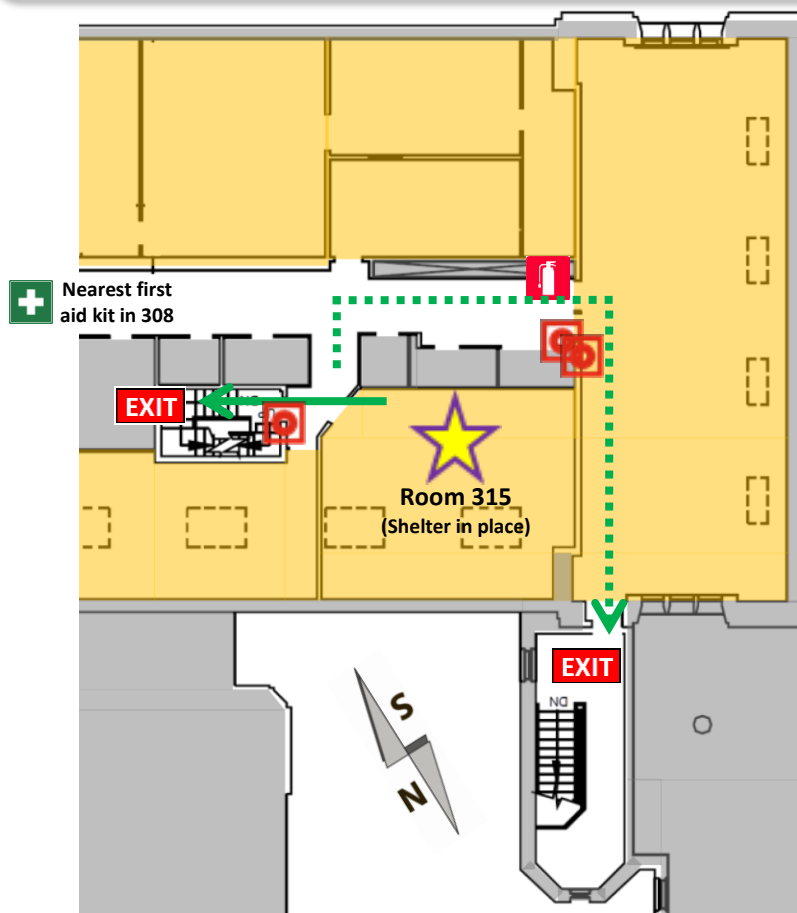 Nearest first
aid kit in 308
EXIT
Room 315
(Shelter in place)
EXIT
DN
S
N